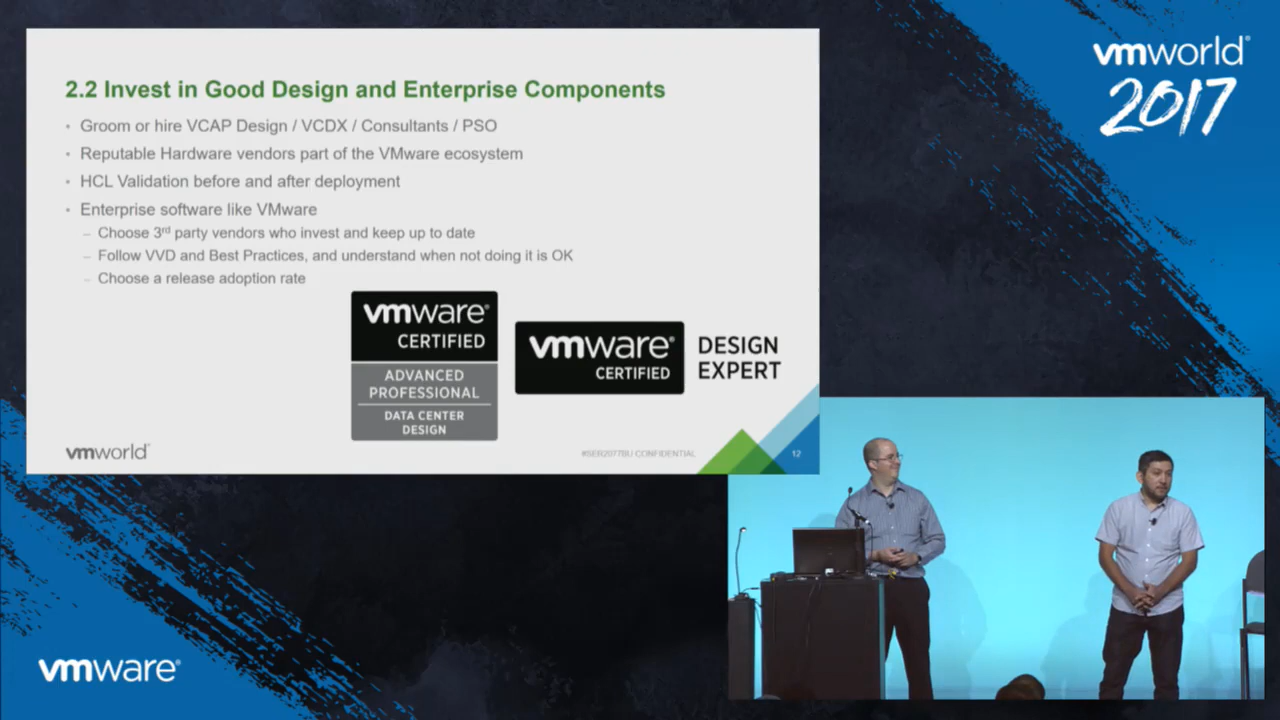 2.2 Invest in Good Design and Enterprise Components
• Groom or hire VCAP Design / VCDX / Consultants / PSO
• Reputable Hardware vendors part of the VMware ecosystem
• HCL Validation before and after deployment
• Enterprise software like VMware
– Choose 3rd party vendors who invest and keep up to date
– Follow VVD and Best Practices, and understand when not doing it is OK
– Choose a release adoption rate
vmware®
CERTIFIED
ADVANCED
PROFESSIONAL
DATA CENTER
DESIGN
vmware®
CERTIFIED
DESIGN
EXPERT
vmworld®
#SER2077BU CONFIDENTIAL
12
vmworld®
2017
vmware®